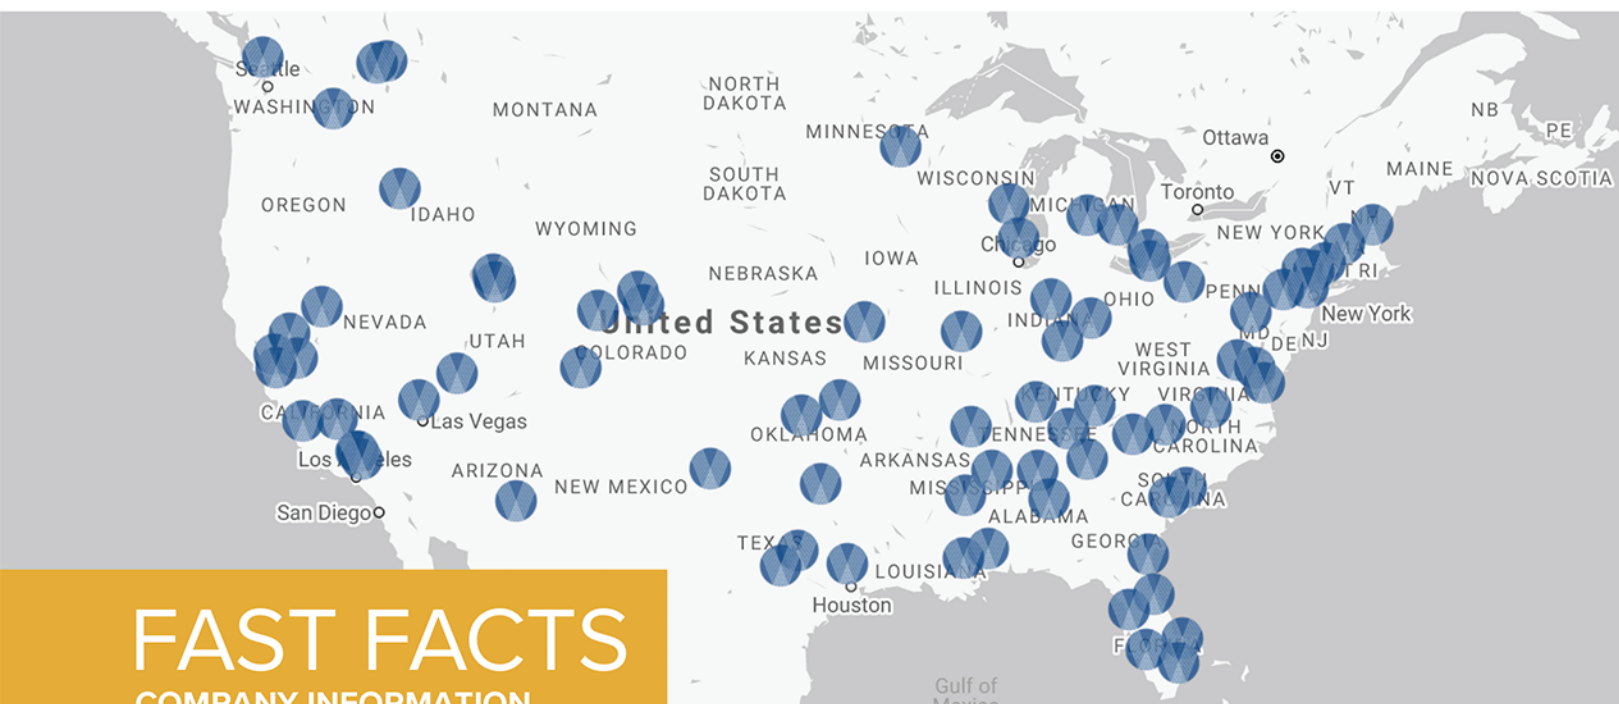 Seattle
WASHINGTON
MONTANA
NORTH
DAKOTA
MINNESOTA
Ottawa
NB
PE
MAINE
NOVA SCOTIA
SOUTH
DAKOTA
WISCONSIN
MICHIGAN
Toronto
VT
NH
OREGON
IDAHO
WYOMING
NEW YORK
MA
Chicago
IOWA
NEBRASKA
RI
ILLINOIS
OHIO
PENN
NEVADA
United States
INDIANA
New York
MD
DE
NJ
UTAH
COLORADO
KANSAS
MISSOURI
WEST
VIRGINIA
KENTUCKY
VIRGINIA
CALIFORNIA
Las Vegas
OKLAHOMA
TENNESSEE
NORTH
CAROLINA
Los Angeles
ARIZONA
NEW MEXICO
ARKANSAS
MISSISSIPPI
SOUTH
CAROLINA
San Diego
ALABAMA
TEXAS
GEORGIA
LOUISIANA
Houston
FLORIDA
Gulf of
Mexico
FAST FACTS
COMPANY INFORMATION